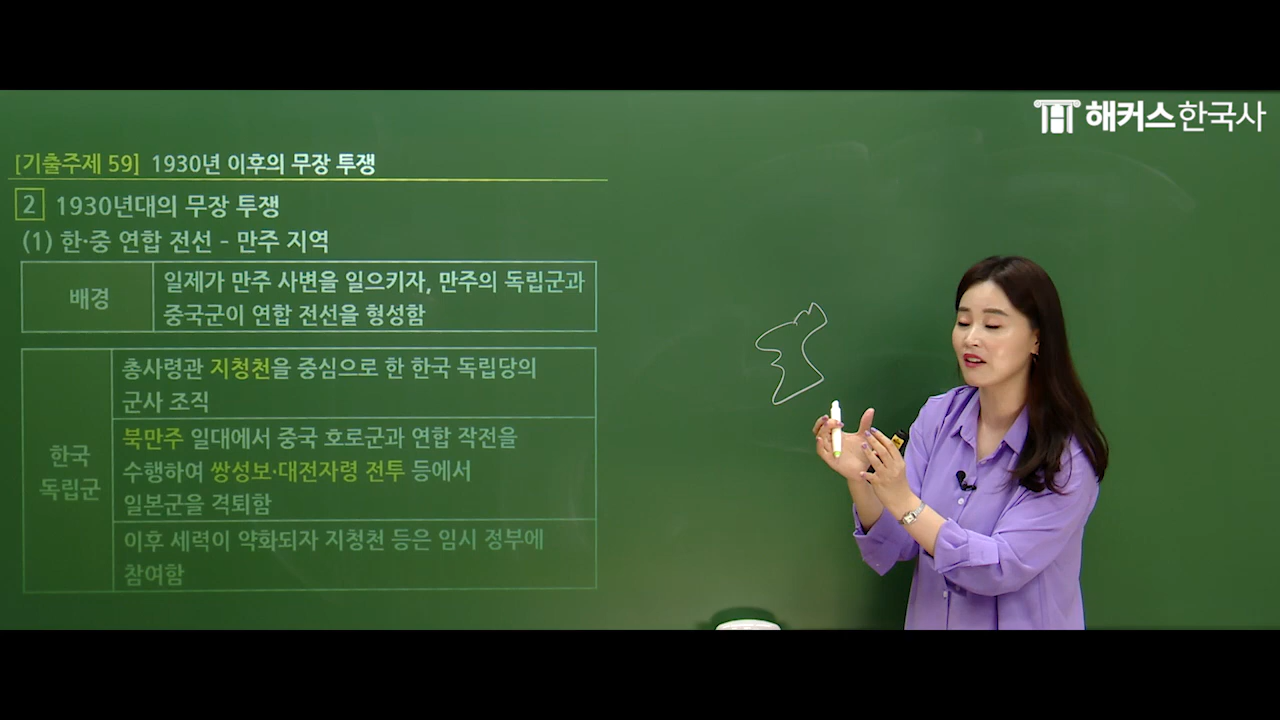 해커스한국사
[기출주제 59] 1930년 이후의 무장 투쟁
2 1930년대의 무장 투쟁
(1) 한·중 연합 전선 - 만주 지역
배경
일제가 만주 사변을 일으키자, 만주의 독립군과
중국군이 연합 전선을 형성함
한국
독립군
총사령관 지청천을 중심으로 한 한국 독립당의
군사 조직
북만주 일대에서 중국 호로군과 연합 작전을
수행하여 쌍성보·대전자령 전투 등에서
일본군을 격퇴함
이후 세력이 약화되자 지청천 등은 임시 정부에
참여함